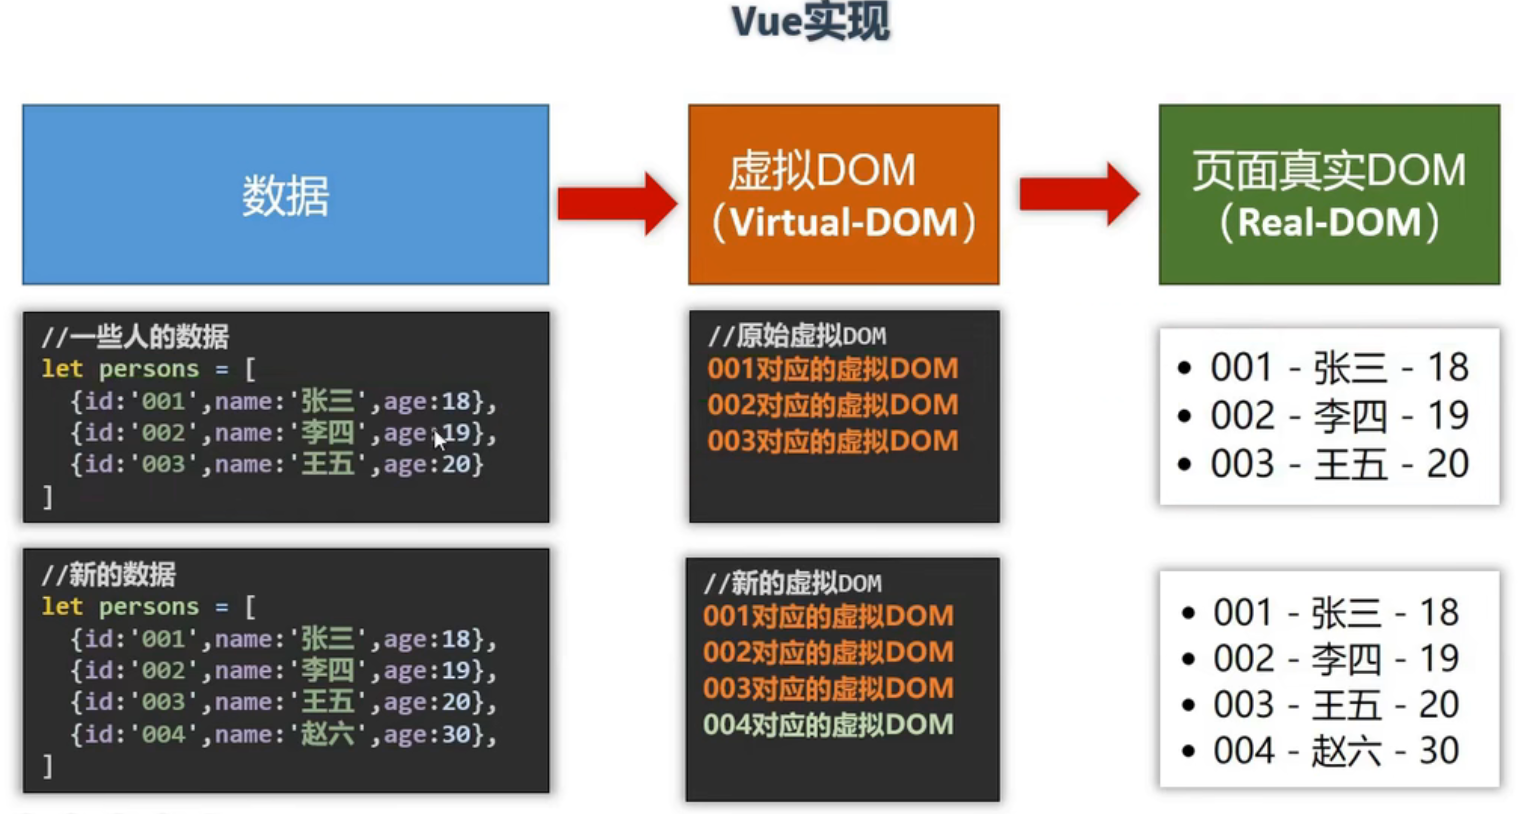 Vue实现
数据
虚拟DOM
（Virtual-DOM）
页面真实DOM
（Real-DOM）
//一些人的数据
let persons = [
{id:'001',name:'张三',age:18},
{id:'002',name:'李四',age:19},
{id:'003',name:'王五',age:20}
]
//原始虚拟DOM
001对应的虚拟DOM
002对应的虚拟DOM
003对应的虚拟DOM
• 001 - 张三 - 18
• 002 - 李四 - 19
• 003 - 王五 - 20
//新的数据
let persons = [
{id:'001',name:'张三',age:18},
{id:'002',name:'李四',age:19},
{id:'003',name:'王五',age:20},
{id:'004',name:'赵六',age:30},
]
//新的虚拟DOM
001对应的虚拟DOM
002对应的虚拟DOM
003对应的虚拟DOM
004对应的虚拟DOM
• 001 - 张三 - 18
• 002 - 李四 - 19
• 003 - 王五 - 20
• 004 - 赵六 - 30